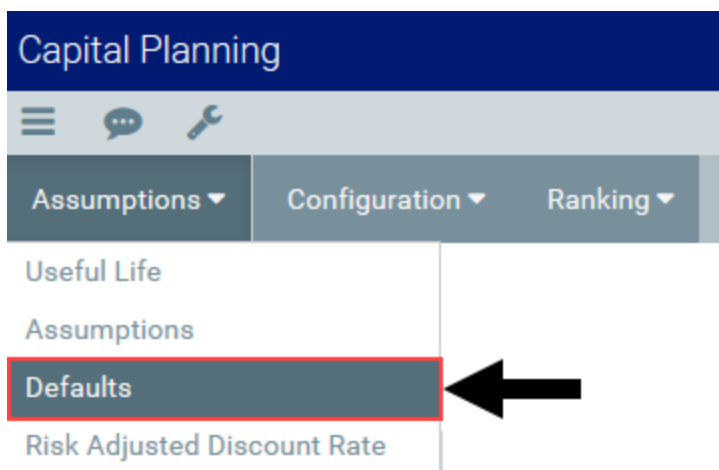 Capital Planning
Assumptions Configuration Ranking
Useful Life
Assumptions
Defaults
Risk Adjusted Discount Rate